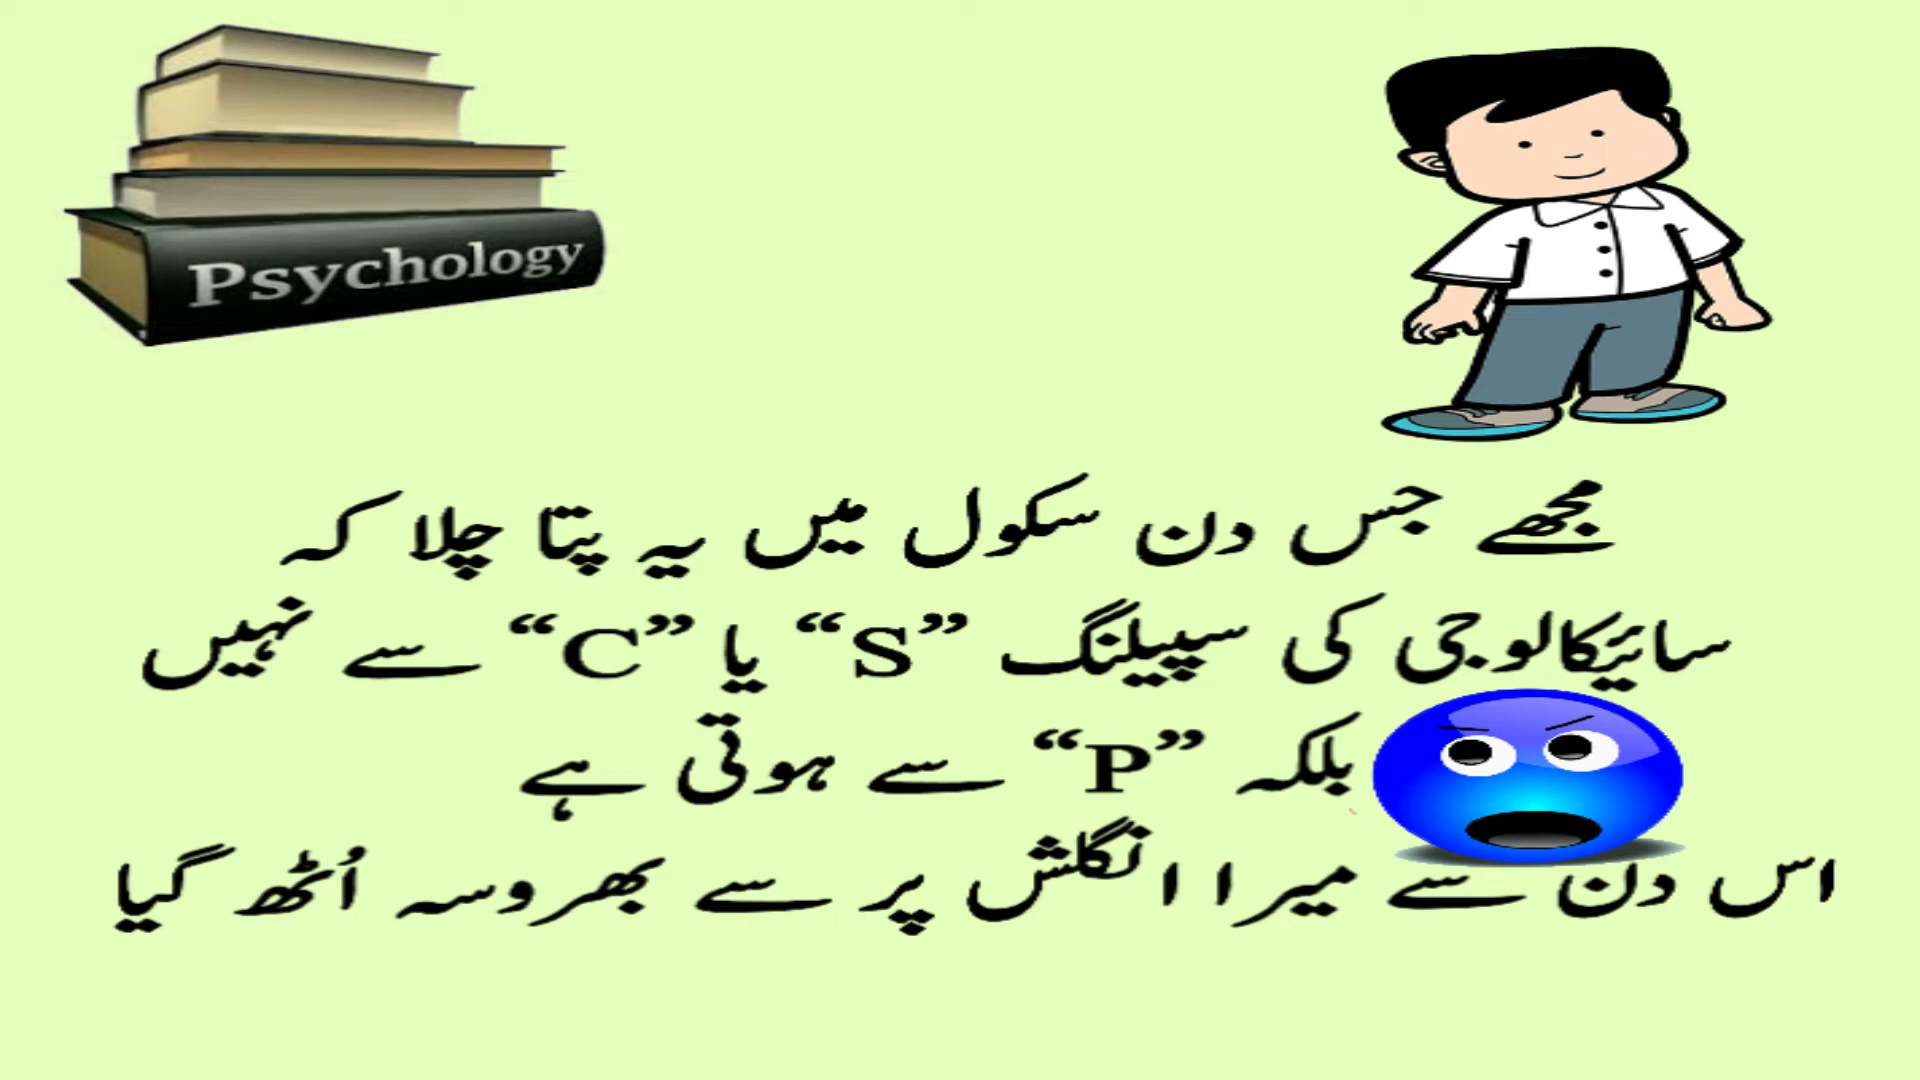 Psychology
مجھے جس دن سکول میں یہ پتا چلا کہ
سائیکالوجی کی سپیلنگ ”S“ یا ”C“ سے نہیں
بلکہ ”P“ سے ہوتی ہے
اس دن سے میرا انگلش پر سے بھروسہ اُٹھ گیا